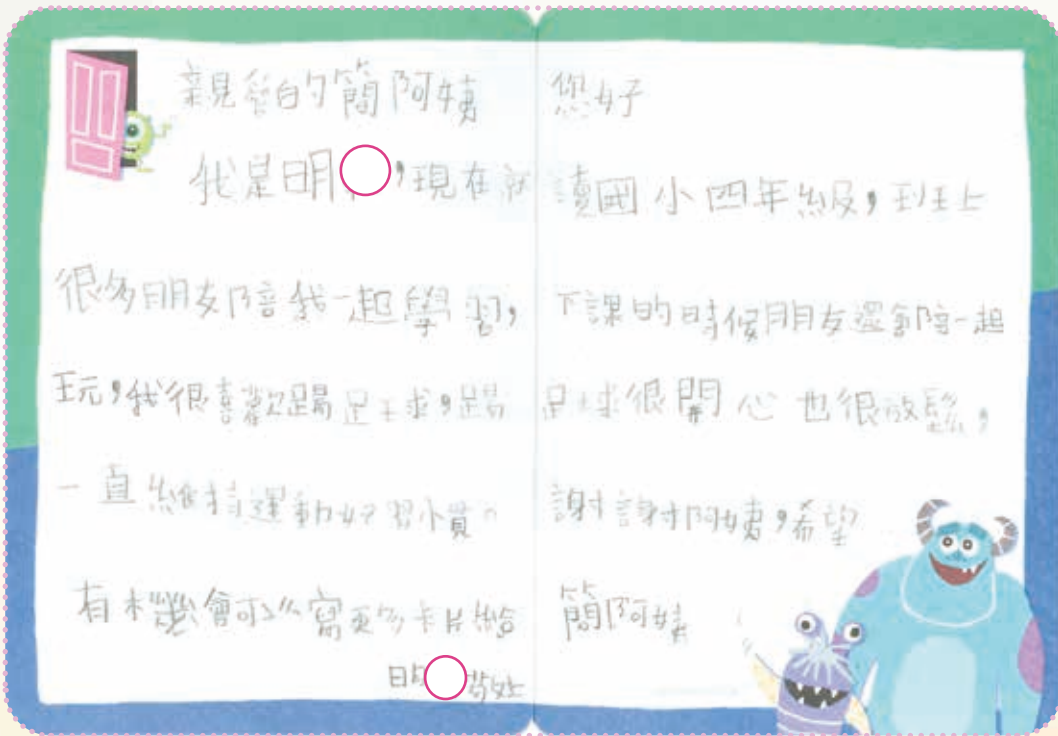 親愛的簡阿姨 您好
我是明○,現在就讀國小四年級,班上
很多朋友陪我一起學習,下課的時候朋友還會陪一起
玩,我很喜歡踢足球,踢足球很開心也很放鬆,
一直維持運動好習慣。謝謝阿姨,希望
有機會可以寫更多卡片給簡阿姨
明○敬上